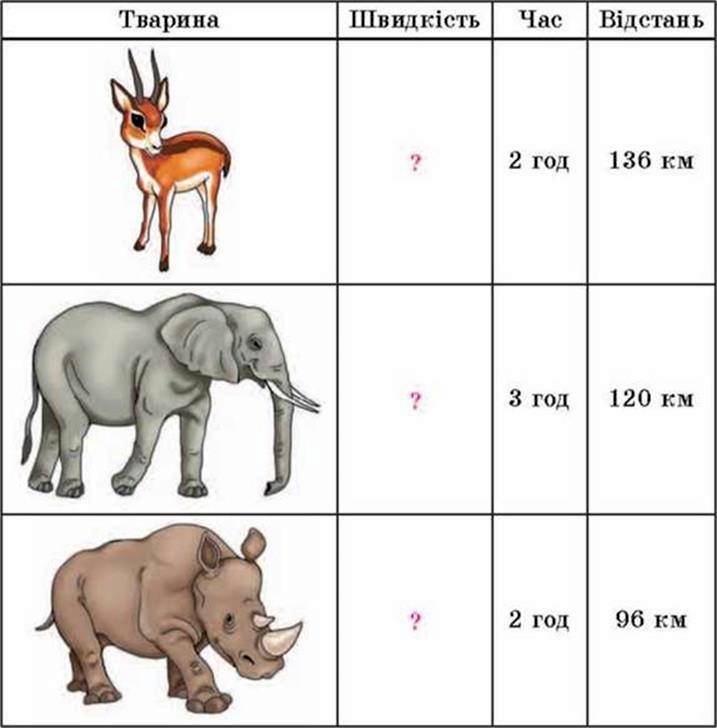 Тварина Швидкість Час Відстань
? 2 год 136 км
? 3 год 120 км
? 2 год 96 км